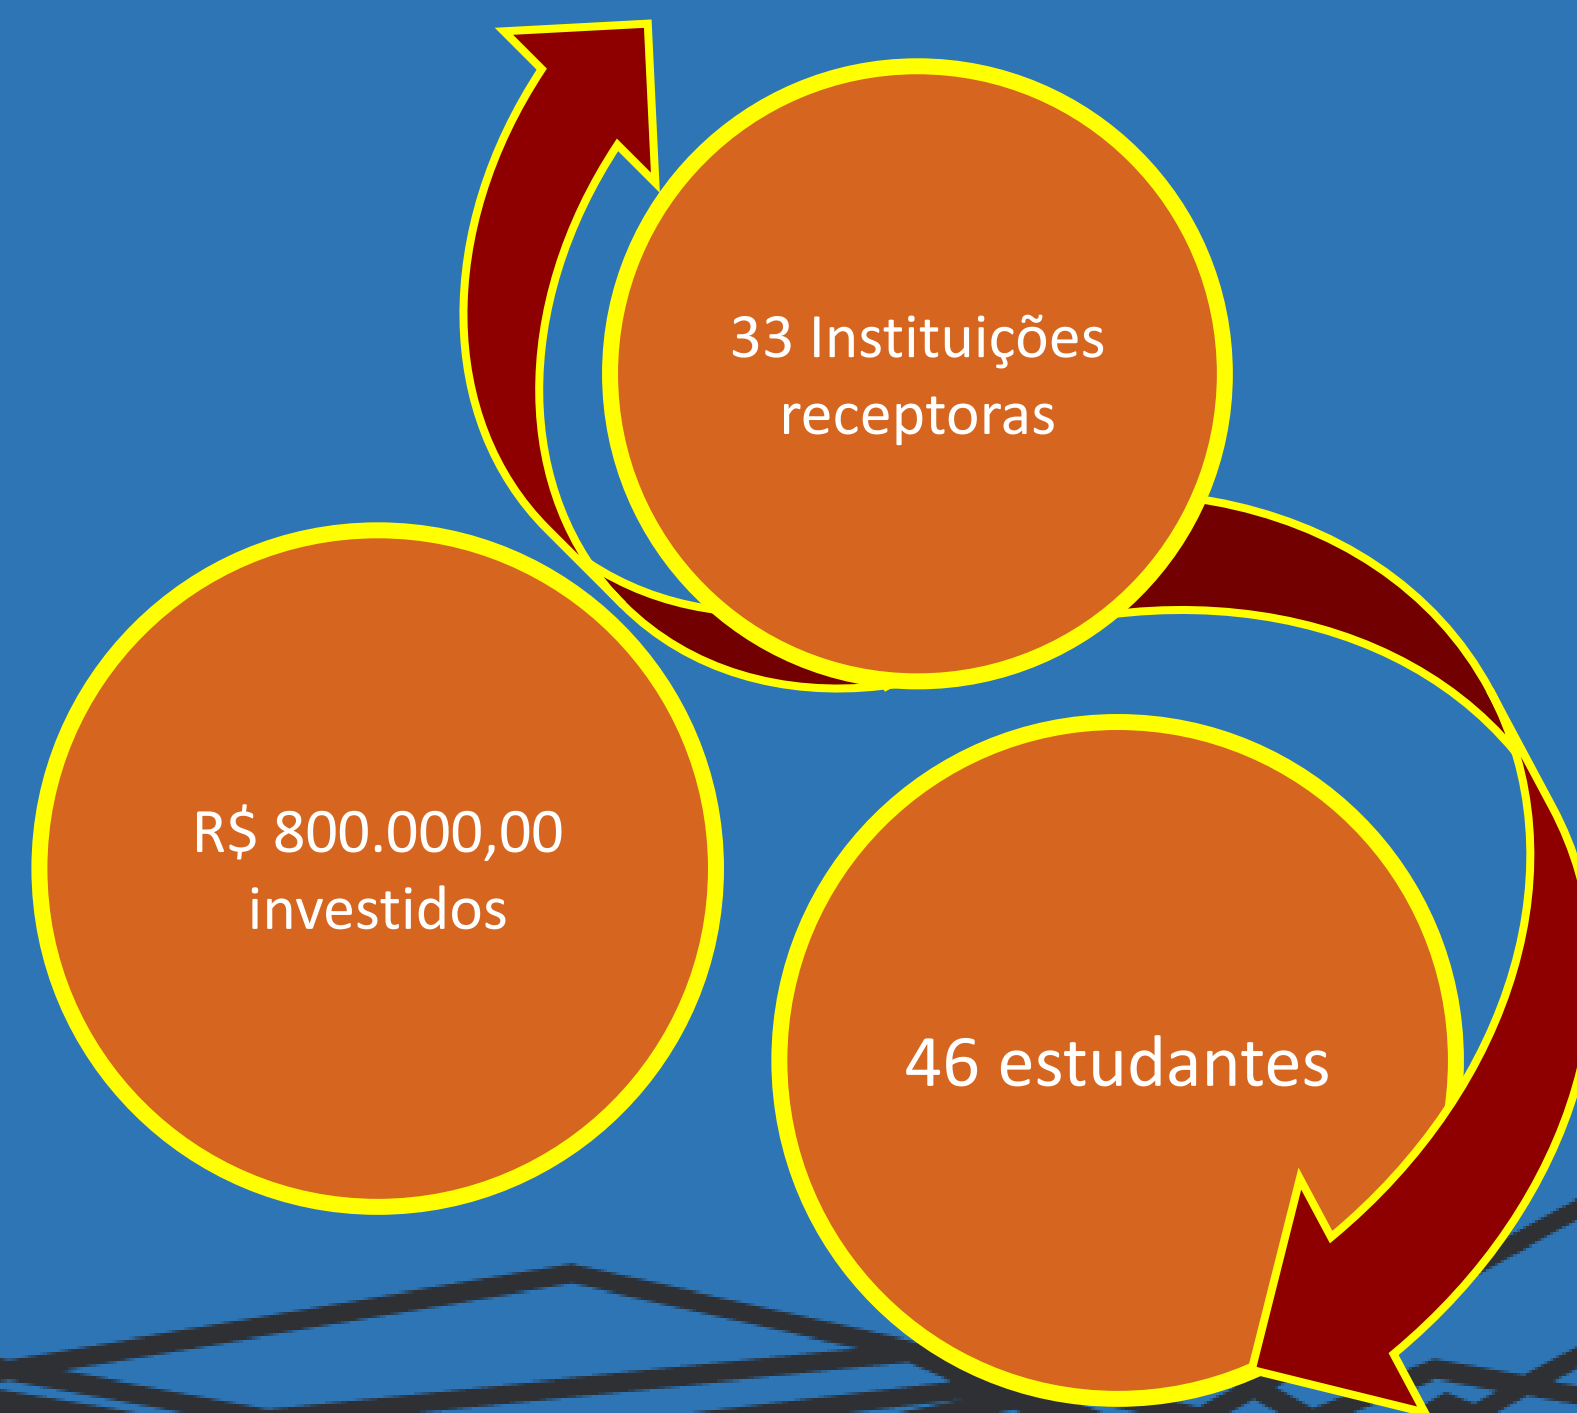 33 Instituições
receptoras
R$ 800.000,00
investidos
46 estudantes